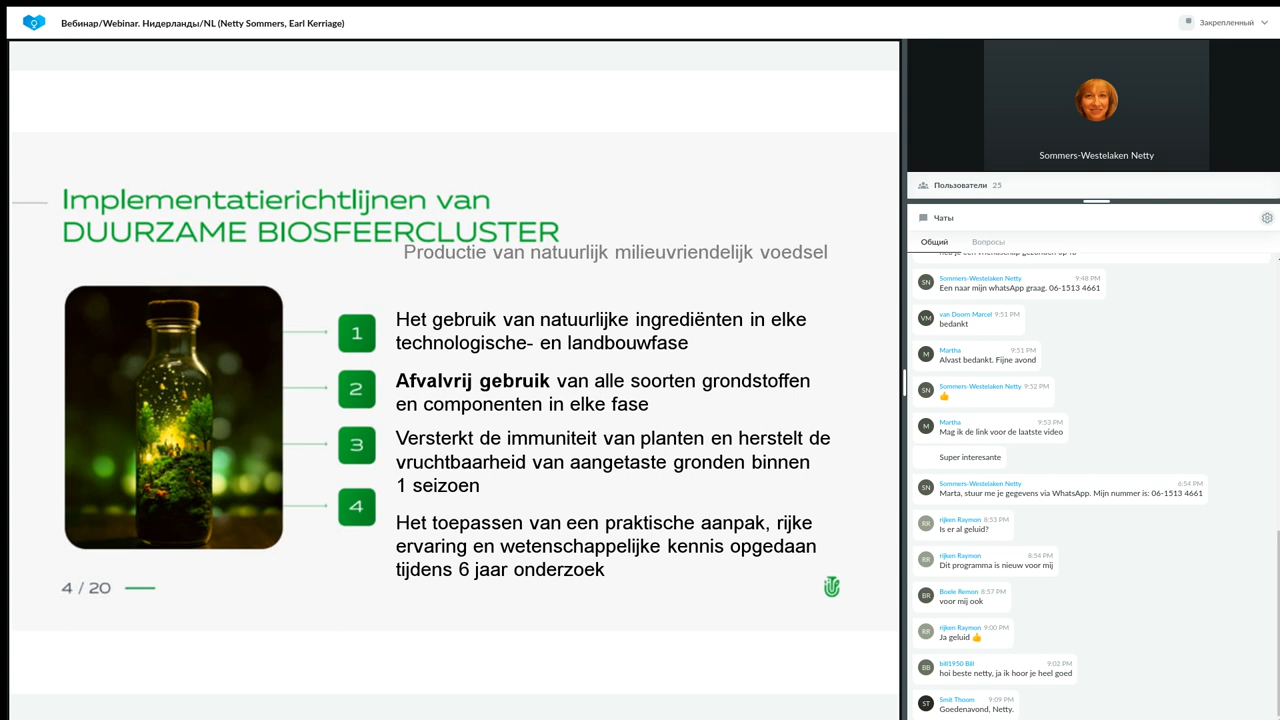 Вебинар/Webinar. Нидерланды/NL (Netty Sommers, Earl Kerriage)
Закрепленный
Implementatierichtlijnen van
DUURZAME BIOSFEERCLUSTER
Productie van natuurlijk milieuvriendelijk voedsel
1
Het gebruik van natuurlijke ingrediënten in elke
technologische- en landbouwfase
2
Afvalvrij gebruik van alle soorten grondstoffen
en componenten in elke fase
3
Versterkt de immuniteit van planten en herstelt de
vruchtbaarheid van aangetaste gronden binnen
1 seizoen
4
Het toepassen van een praktische aanpak, rijke
ervaring en wetenschappelijke kennis opgedaan
tijdens 6 jaar onderzoek
4 / 20
Sommers-Westelaken Netty
Пользователи 25
Чаты
Общий Вопросы
SN Sommers-Westelaken Netty 9:48 PM
Een naar mijn whatsApp graag. 06-1513 4661
VM van Doorn Marcel 9:51 PM
bedankt
M Martha 9:51 PM
Alvast bedankt. Fijne avond
SN Sommers-Westelaken Netty 9:52 PM
👍
M Martha 9:53 PM
Mag ik de link voor de laatste video
Super interesante
SN Sommers-Westelaken Netty 6:54 PM
Marta, stuur me je gegevens via WhatsApp. Mijn nummer is: 06-1513 4661
RR rijken Raymon 8:53 PM
Is er al geluid?
RR rijken Raymon 8:54 PM
Dit programma is nieuw voor mij
BR Boele Remon 8:57 PM
voor mij ook
RR rijken Raymon 9:00 PM
Ja geluid 👍
BB bill1950 Bill 9:02 PM
hoi beste netty, ja ik hoor je heel goed
ST Smit Thoom 9:09 PM
Goedenavond, Netty.